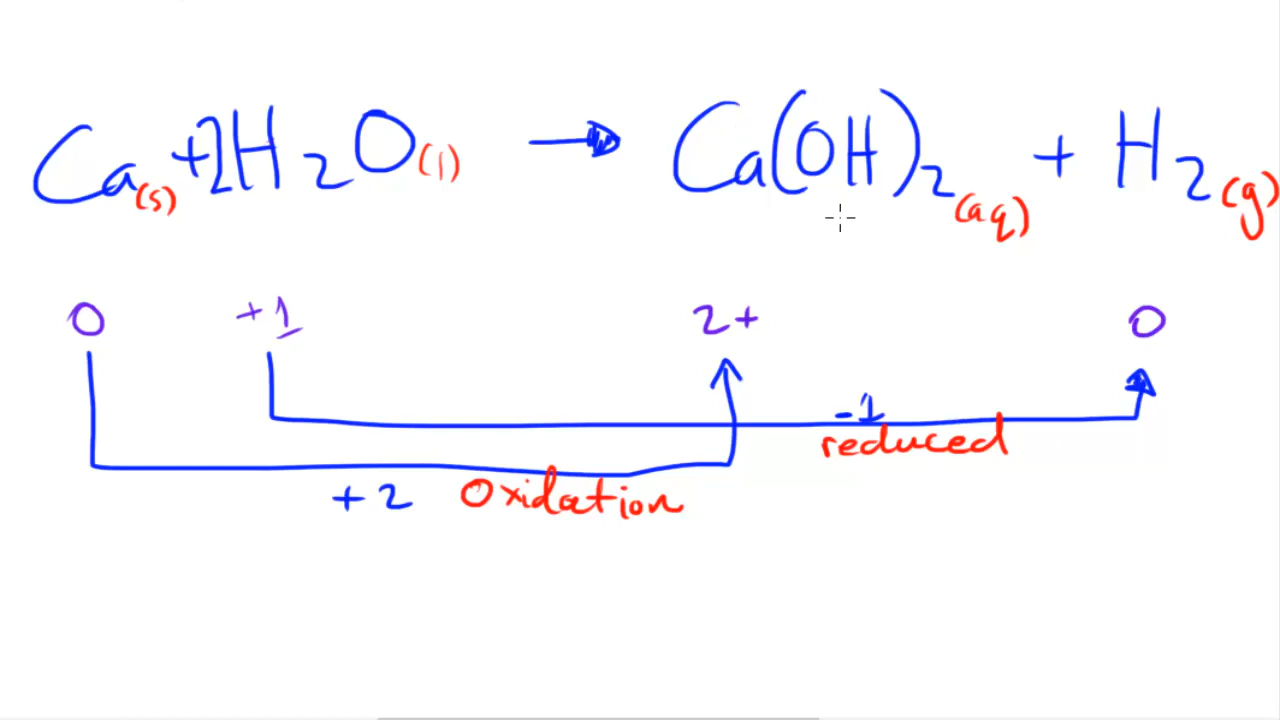 Ca(s)+2H2O(l) → Ca(OH)2(aq) + H2(g)
0 +1 2+ 0
-1
reduced
+2 Oxidation